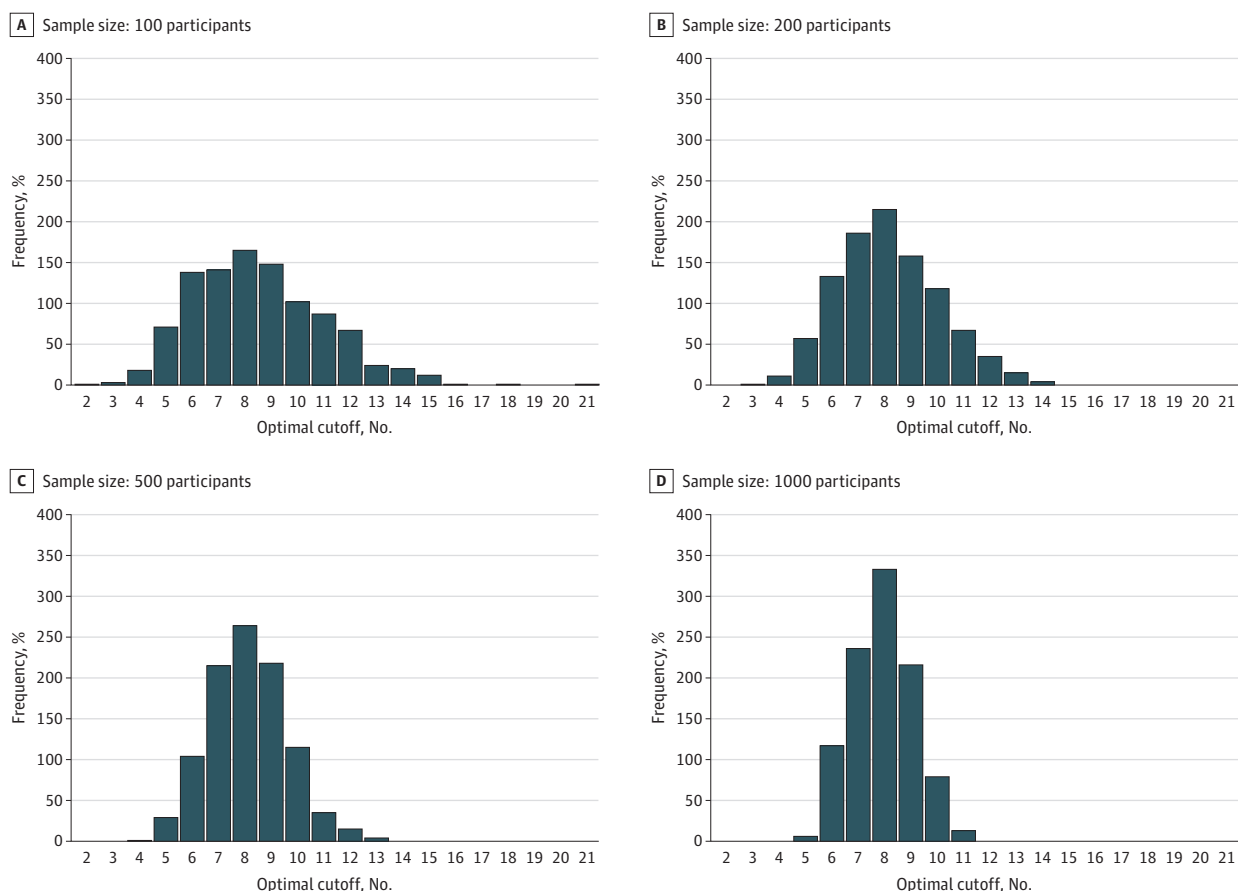 A Sample size: 100 participants
400
350
300
250
200
150
100
50
0
Frequency, %
2 3 4 5 6 7 8 9 10 11 12 13 14 15 16 17 18 19 20 21
Optimal cutoff, No.
B Sample size: 200 participants
400
350
300
250
200
150
100
50
0
Frequency, %
2 3 4 5 6 7 8 9 10 11 12 13 14 15 16 17 18 19 20 21
Optimal cutoff, No.
C Sample size: 500 participants
400
350
300
250
200
150
100
50
0
Frequency, %
2 3 4 5 6 7 8 9 10 11 12 13 14 15 16 17 18 19 20 21
Optimal cutoff, No.
D Sample size: 1000 participants
400
350
300
250
200
150
100
50
0
Frequency, %
2 3 4 5 6 7 8 9 10 11 12 13 14 15 16 17 18 19 20 21
Optimal cutoff, No.